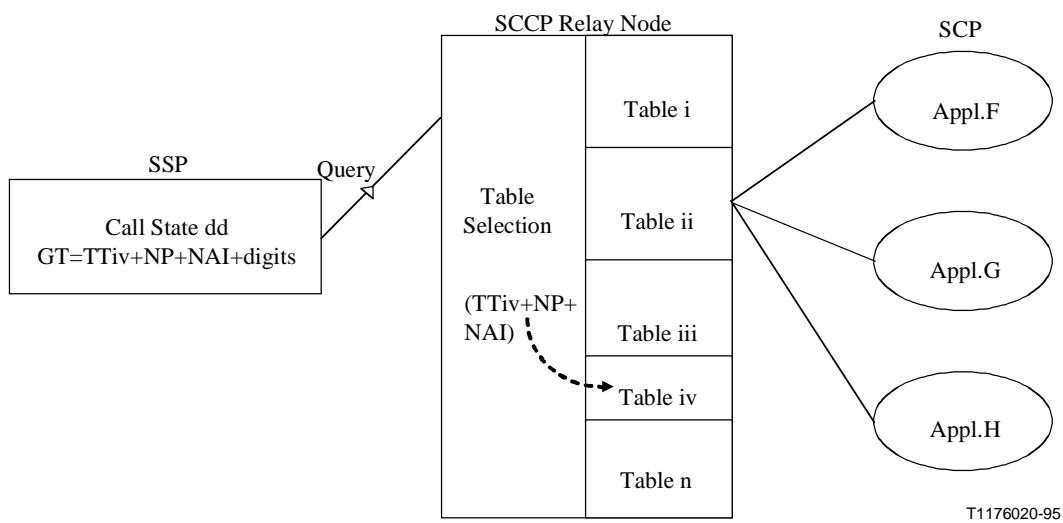 SCCP Relay Node
SCP
SSP
Query
Call State dd
GT=TTiv+NP+NAI+digits
Table
Selection
(TTiv+NP+
NAI)
Table i
Table ii
Table iii
Table iv
Table n
Appl.F
Appl.G
Appl.H
T1176020-95